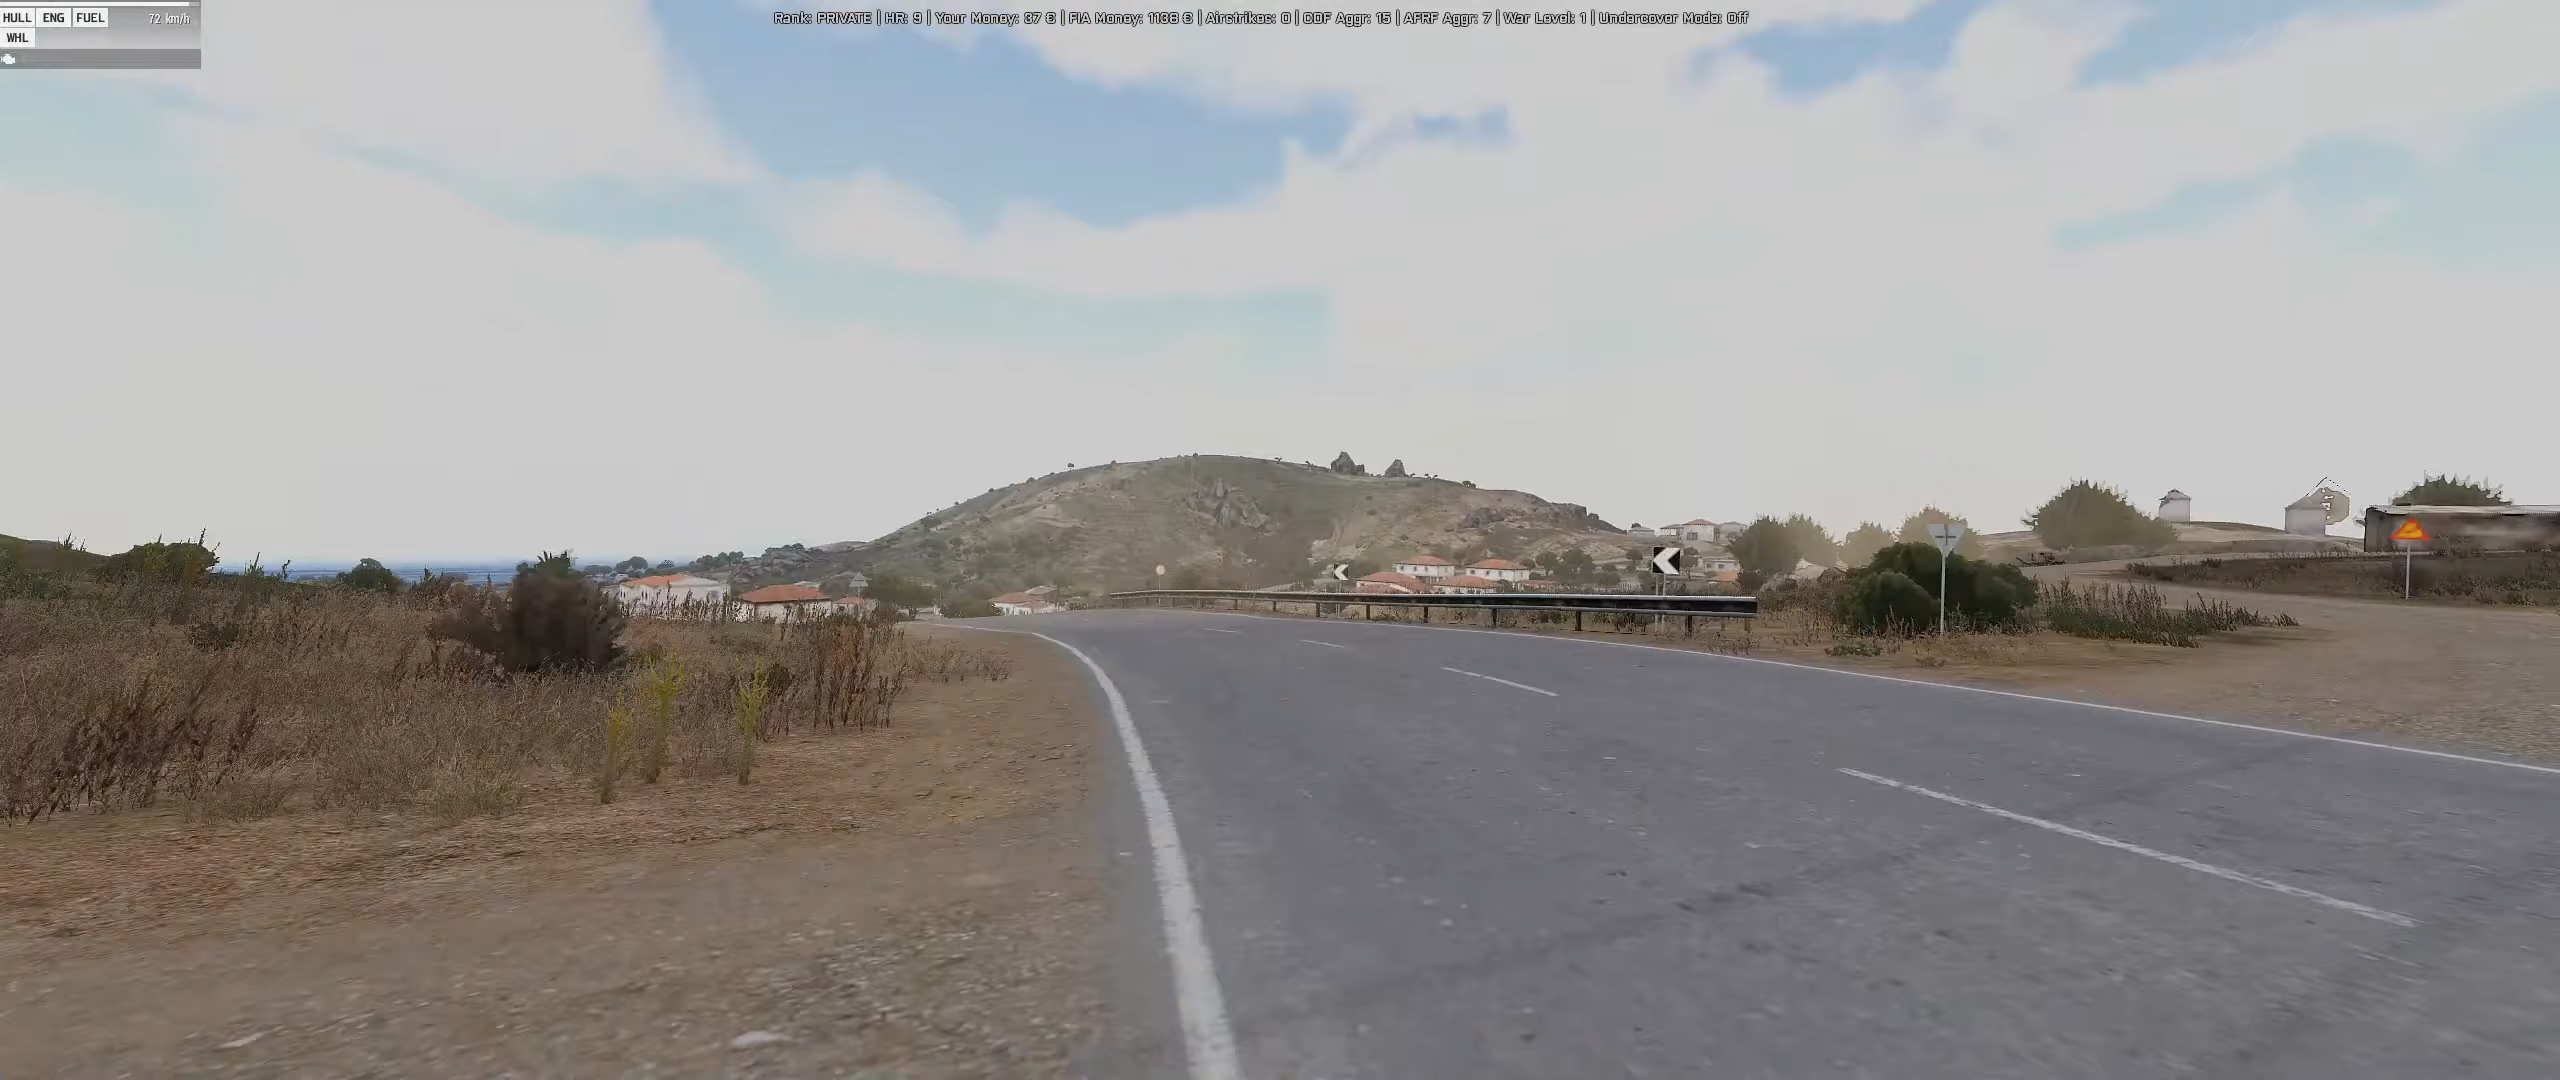 HULL ENG FUEL 72 km/h
WHL
Rank: PRIVATE | HR: 9 | Your Money: 37 € | FIA Money: 1138 € | Airstrikes: 0 | CDF Aggr: 15 | AFRF Aggr: 7 | War Level: 1 | Undercover Mode: Off